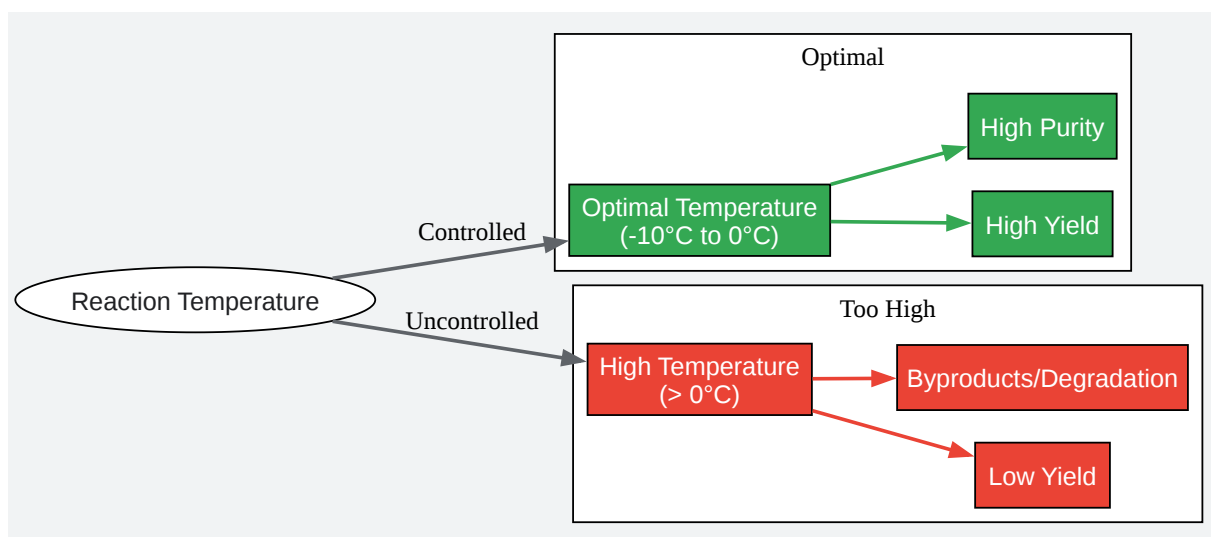 Optimal
High Purity
Optimal Temperature
(-10°C to 0°C)
High Yield
Controlled
Reaction Temperature
Uncontrolled
Too High
High Temperature
(> 0°C)
Byproducts/Degradation
Low Yield